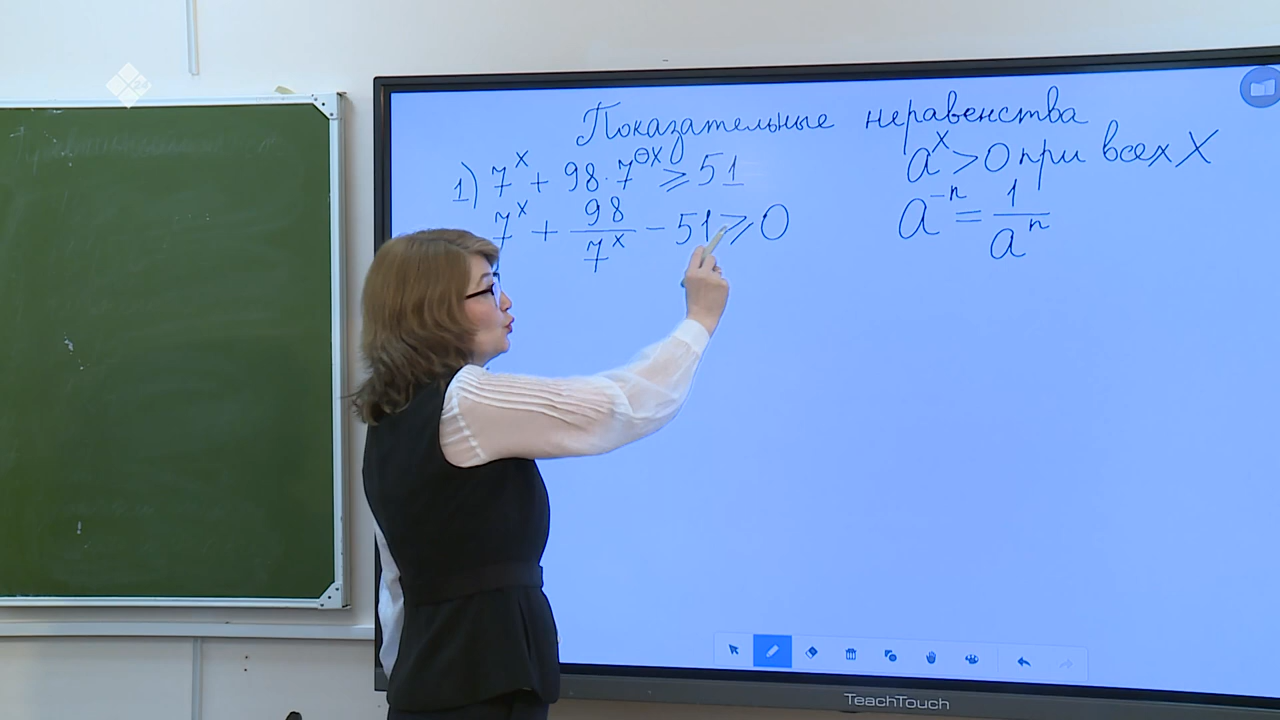 Показательные неравенства
1) 7^x + 98 · 7^⊖x ≥ 51
7^x + 98/7^x − 51 ≥ 0
a^x > 0 при всех X
a^−n = 1/a^n
TeachTouch